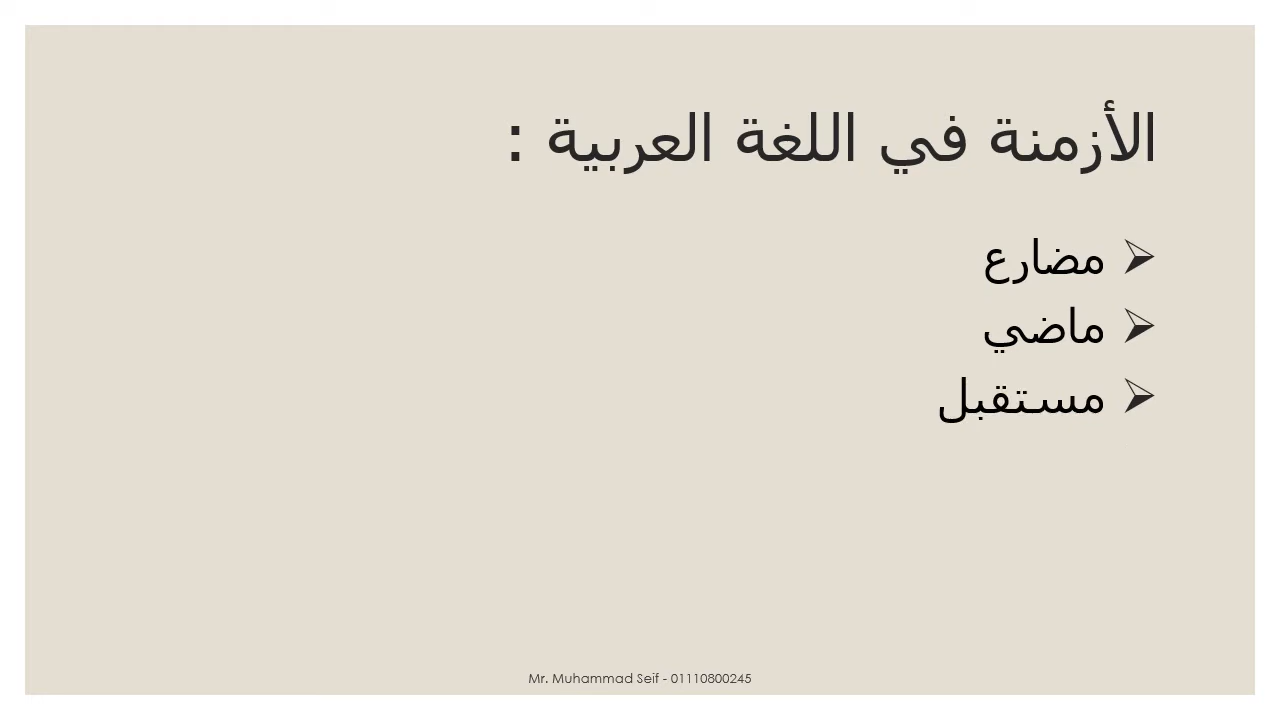 الأزمنة في اللغة العربية :
مضارع
ماضي
مستقبل
Mr. Muhammad Seif - 01110800245